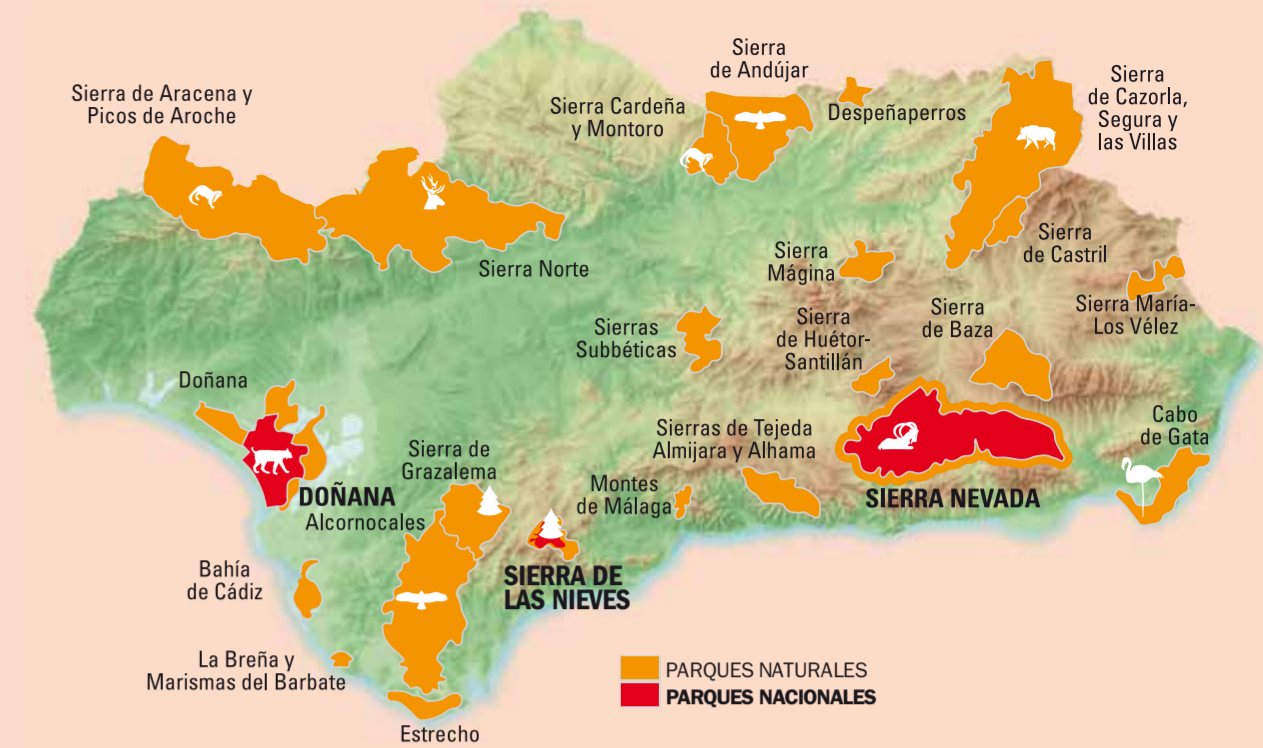 Sierra de Aracena y
Picos de Aroche
Sierra Cardeña
y Montoro
Sierra
de Andújar
Despeñaperros
Sierra
de Cazorla,
Segura y
las Villas
Sierra Norte
Sierra
Mágina
Sierra
de Castril
Sierra María-
Los Vélez
Sierras
Subbéticas
Sierra
de Huétor-
Santillán
Sierra
de Baza
Doñana
DOÑANA
Sierra de
Grazalema
Alcornocales
Sierras de Tejeda
Almijara y Alhama
Montes
de Málaga
SIERRA NEVADA
Cabo
de Gata
SIERRA DE
LAS NIEVES
Bahía
de Cádiz
La Breña y
Marismas del Barbate
Estrecho
PARQUES NATURALES
PARQUES NACIONALES